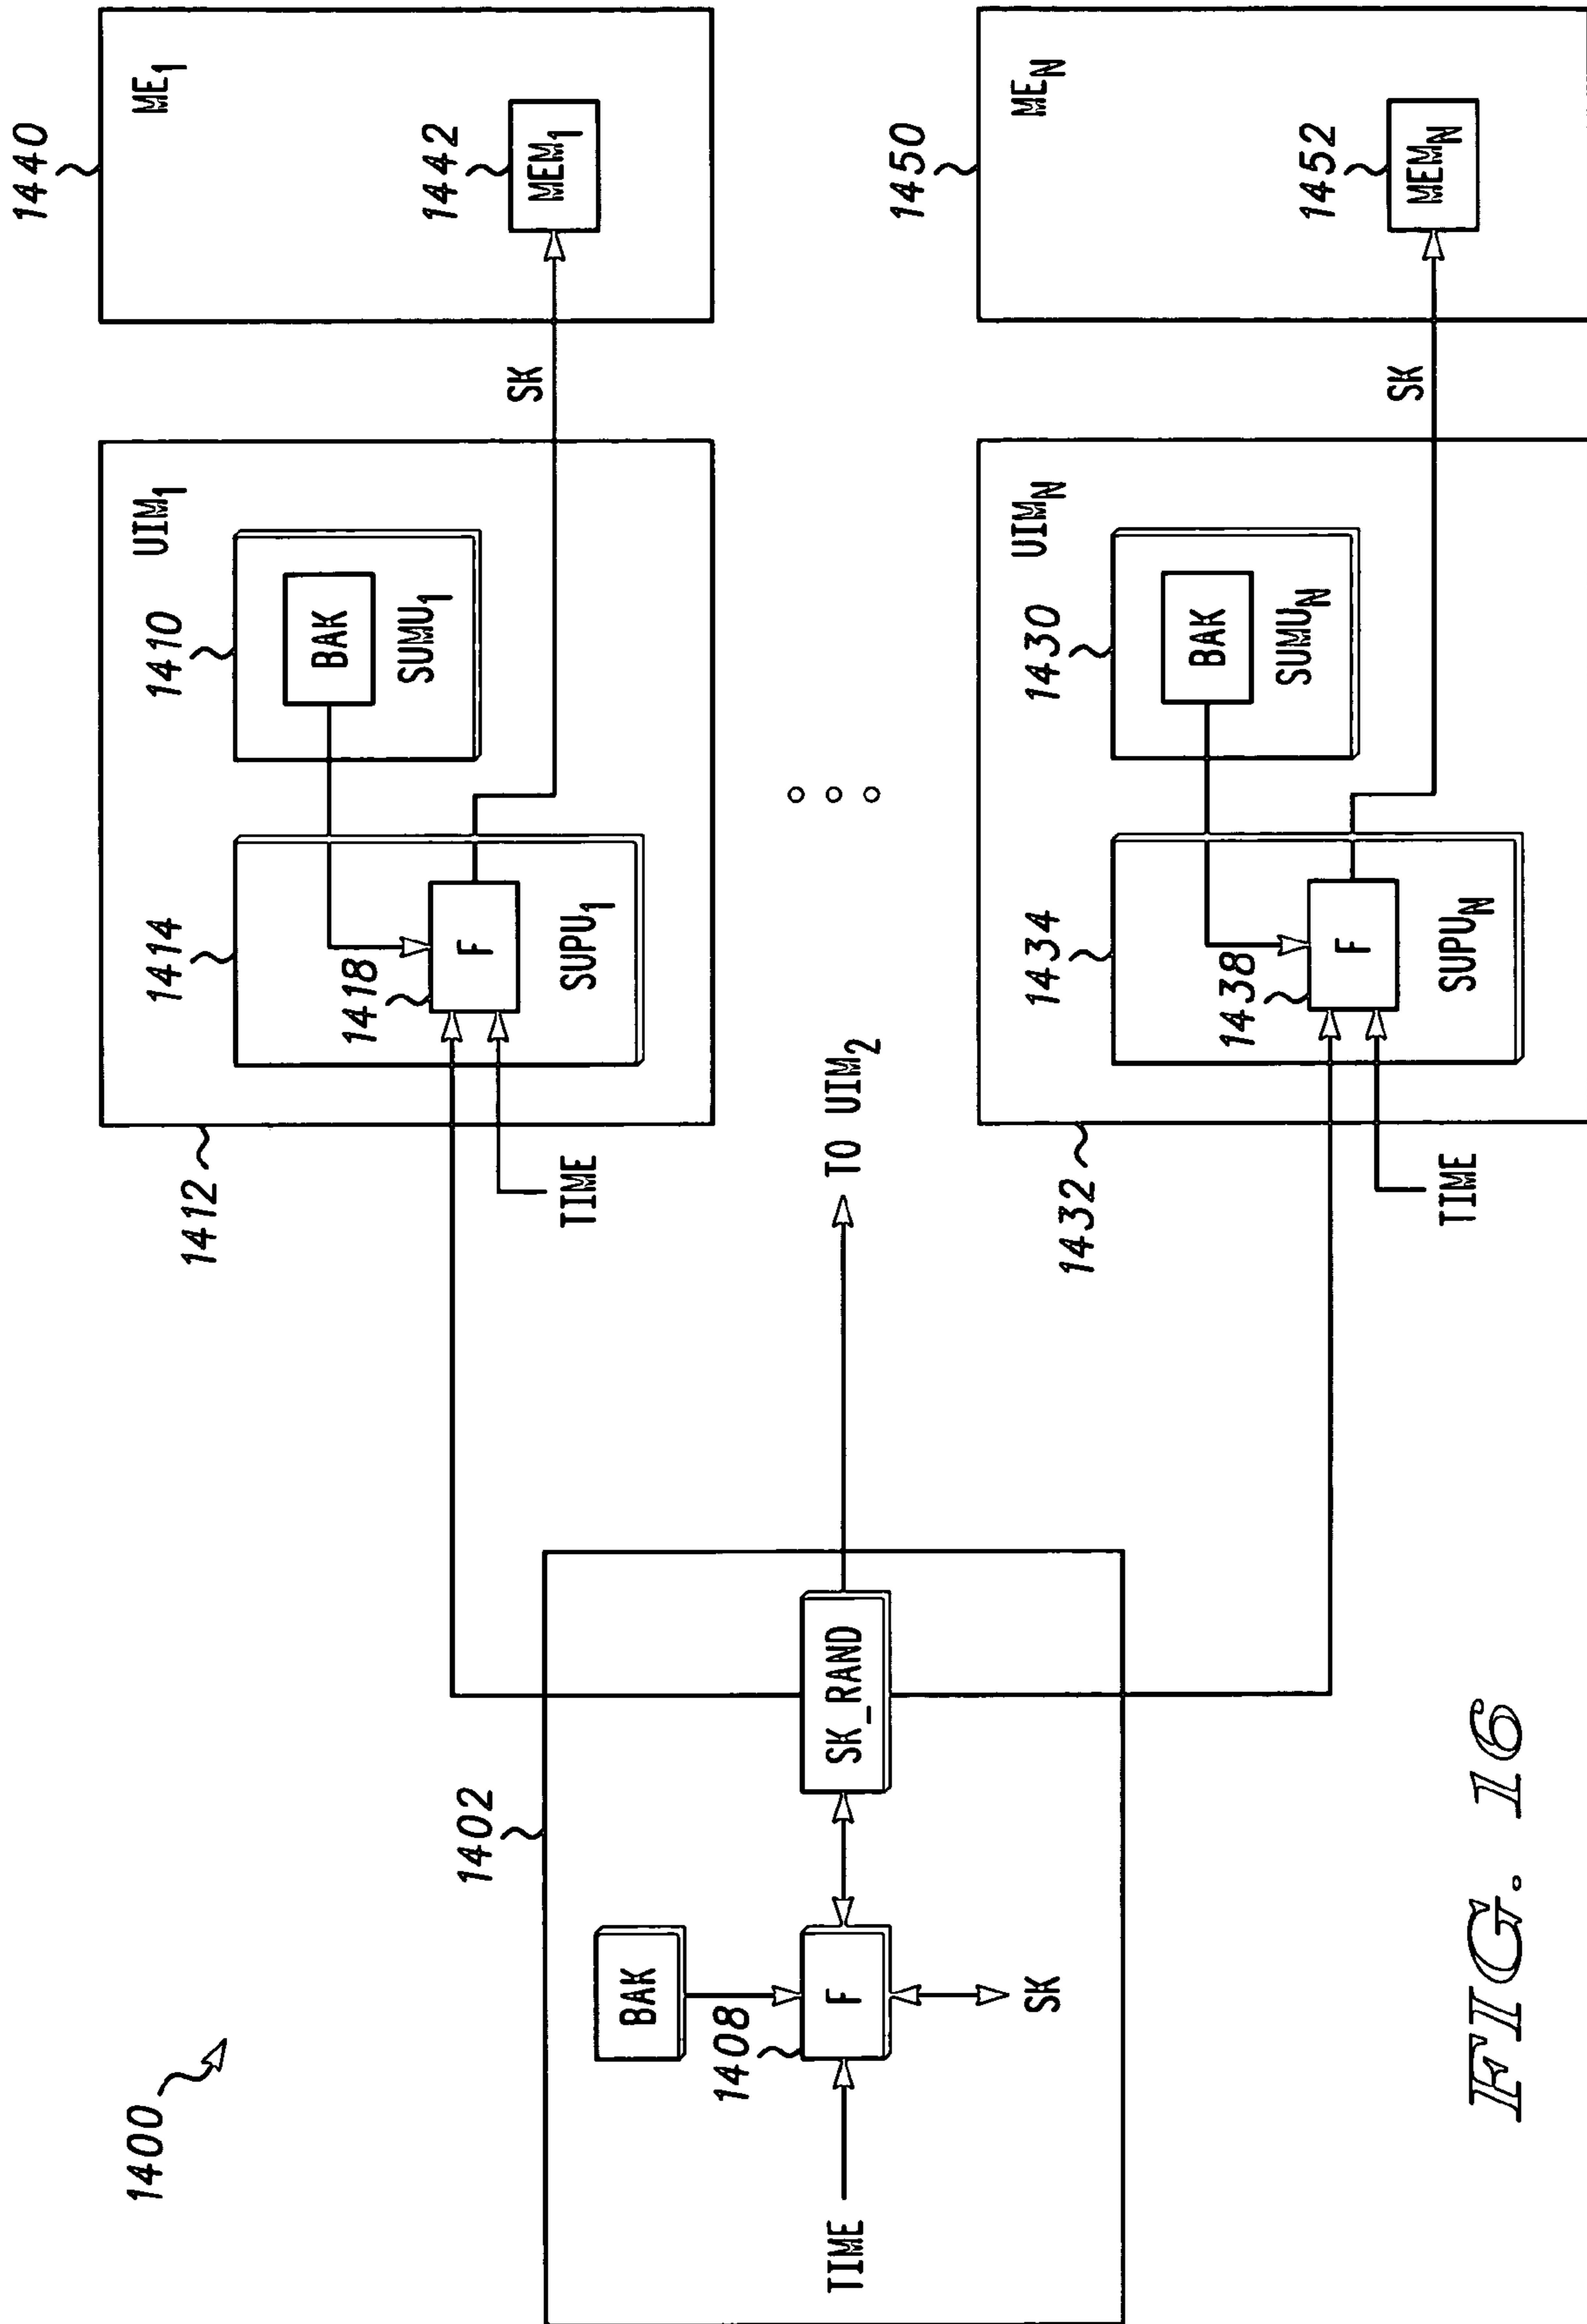 1400
1402
BAK
1408
F
TIME
SK
SK_RAND
TO UIM2
1412
UIM1
1414
1418
F
SUPU1
TIME
1410
BAK
SUMU1
SK
1440
ME1
1442
MEM1
1432
UIMN
1434
1438
F
SUPUN
TIME
1430
BAK
SUMUN
SK
1450
MEN
1452
MEMN
FIG. 16